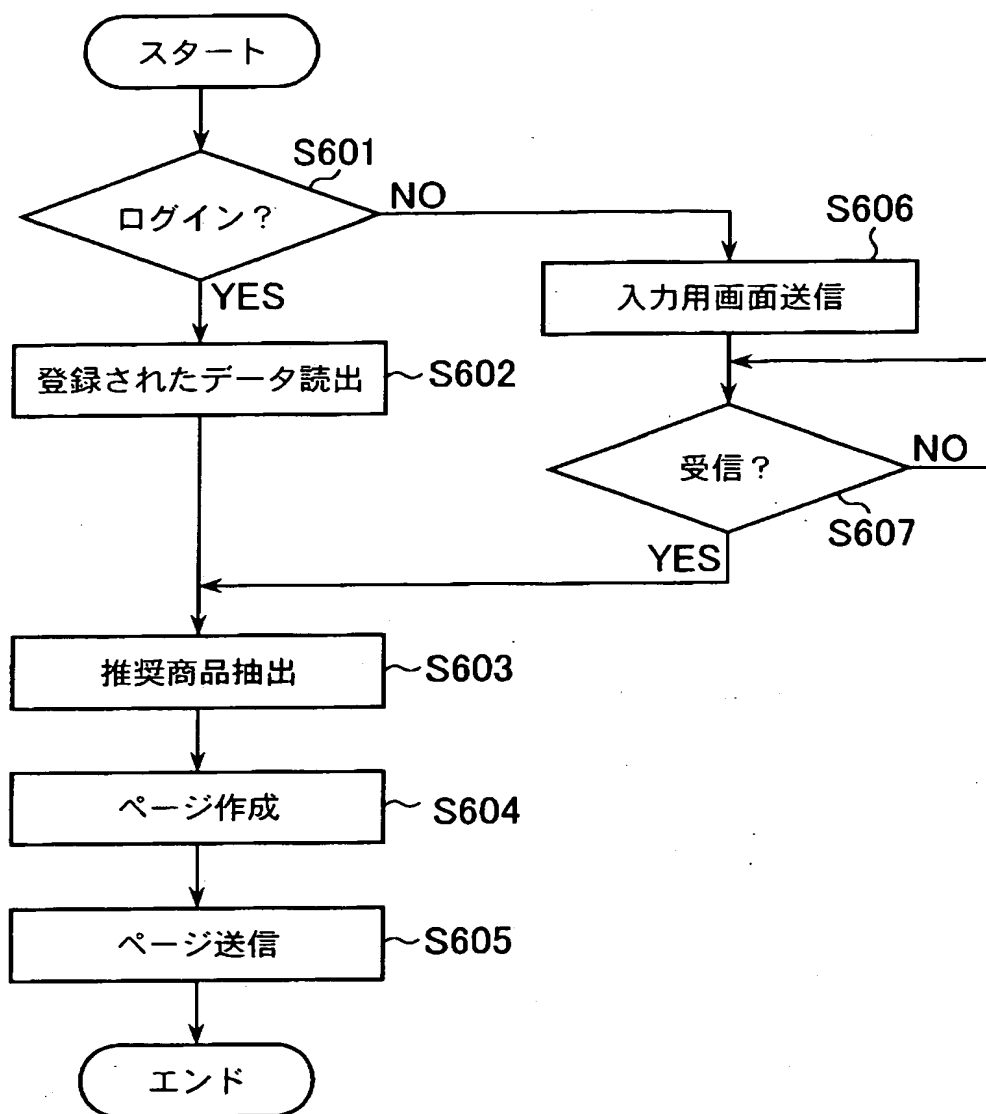 スタート
S601
ログイン？
NO
YES
S606
入力用画面送信
登録されたデータ読出
S602
受信？
NO
S607
YES
推奨商品抽出
S603
ページ作成
S604
ページ送信
S605
エンド